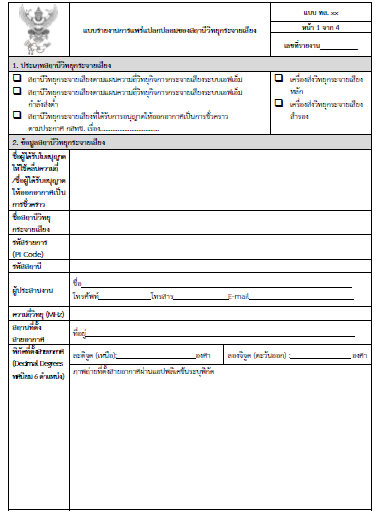 แบบ พส. xx
แบบรายงานการแพร่แปลกปลอมของสถานีวิทยุกระจายเสียง
หน้า 1 จาก 4
เลขที่รายงาน
1. ประเภทสถานีวิทยุกระจายเสียง
สถานีวิทยุกระจายเสียงตามแผนความถี่วิทยุกิจการกระจายเสียงระบบเอฟเอ็ม
สถานีวิทยุกระจายเสียงตามแผนความถี่วิทยุกิจการกระจายเสียงระบบเอฟเอ็ม
กำลังส่งต่ำ
สถานีวิทยุกระจายเสียงที่ได้รับการอนุญาตให้ออกอากาศเป็นการชั่วคราว
ตามประกาศ กสทช. เรื่อง................................
เครื่องส่งวิทยุกระจายเสียง
หลัก
เครื่องส่งวิทยุกระจายเสียง
สำรอง
2. ข้อมูลสถานีวิทยุกระจายเสียง
ชื่อผู้ได้รับใบอนุญาต
ให้ใช้คลื่นความถี่
/ชื่อผู้ได้รับอนุญาต
ให้ออกอากาศเป็น
การชั่วคราว
ชื่อสถานีวิทยุ
กระจายเสียง
รหัสรายการ
(PI Code)
รหัสสถานี
ผู้ประสานงาน
ชื่อ
โทรศัพท์ โทรสาร E-mail
ความถี่วิทยุ (MHz)
สถานที่ตั้ง
สายอากาศ
ที่อยู่
พิกัดที่ตั้งสายอากาศ
(Decimal Degrees
ทศนิยม 6 ตำแหน่ง)
ละติจูด (เหนือ): องศา
ลองจิจูด (ตะวันออก) : องศา
ภาพถ่ายที่ตั้งสายอากาศผ่านแอปพลิเคชันระบุพิกัด